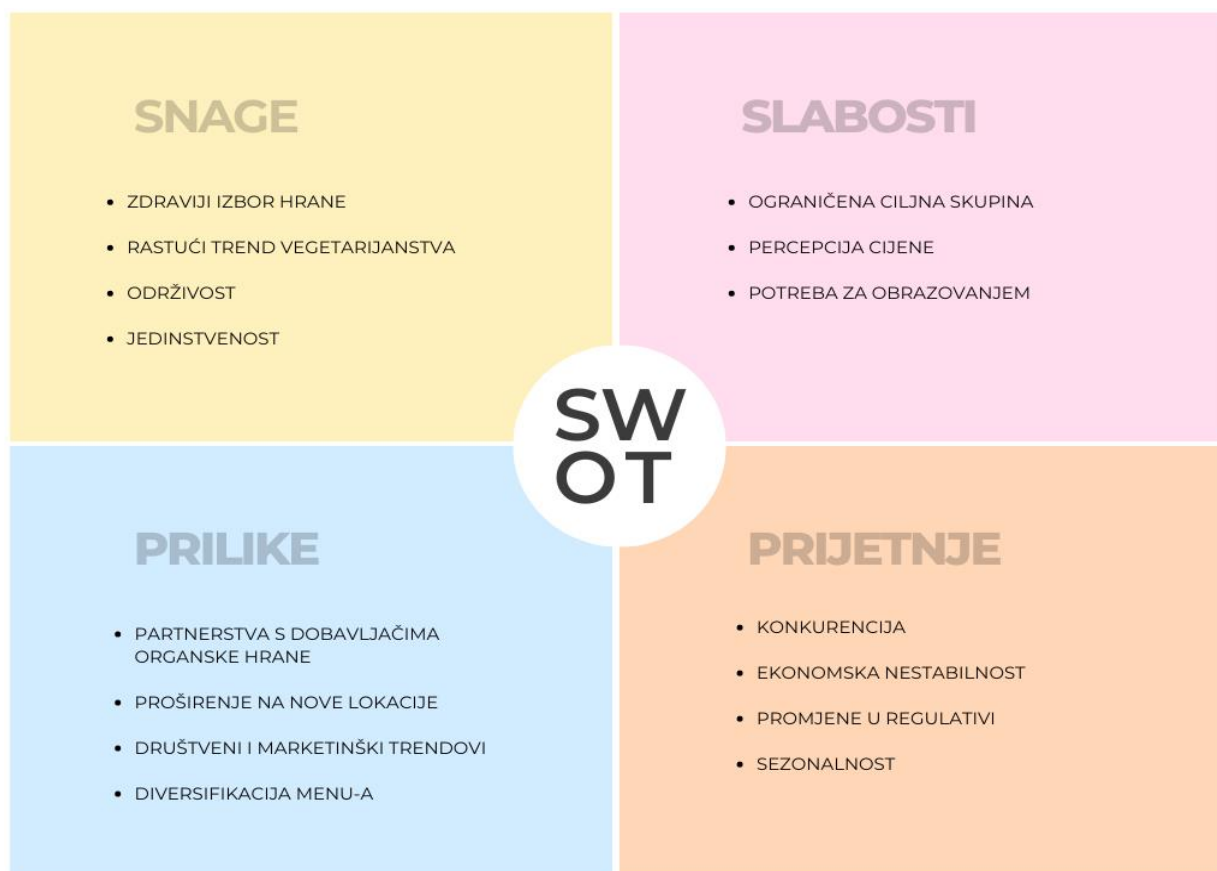 SNAGE
• ZDRAVIJI IZBOR HRANE
• RASTUĆI TREND VEGETARIJANSTVA
• ODRŽIVOST
• JEDINSTVENOST
SLABOSTI
• OGRANIČENA CILJNA SKUPINA
• PERCEPCIJA CIJENE
• POTREBA ZA OBRAZOVANJEM
SW
OT
PRILIKE
• PARTNERSTVA S DOBAVLJAČIMA
ORGANSKE HRANE
• PROŠIRENJE NA NOVE LOKACIJE
• DRUŠTVENI I MARKETINŠKI TRENDOVI
• DIVERSIFIKACIJA MENU-A
PRIJETNJE
• KONKURENCIJA
• EKONOMSKA NESTABILNOST
• PROMJENE U REGULATIVI
• SEZONALNOST